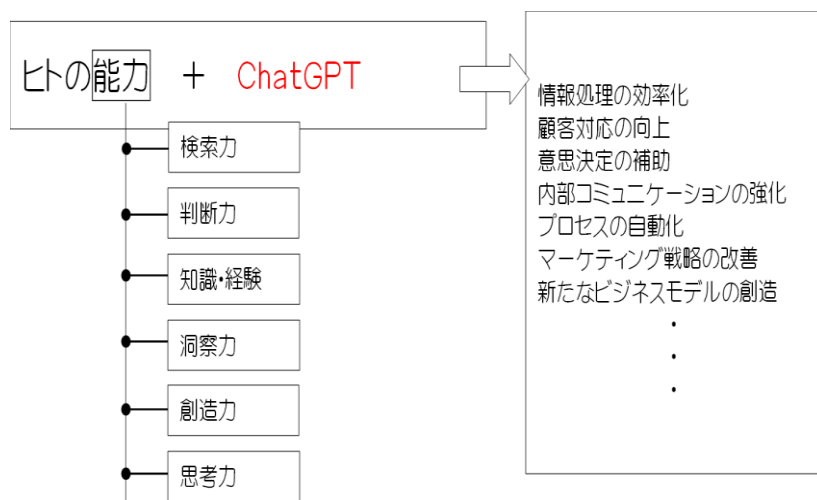 ヒトの能力 + ChatGPT
検索力
判断力
知識・経験
洞察力
創造力
思考力
情報処理の効率化
顧客対応の向上
意思決定の補助
内部コミュニケーションの強化
プロセスの自動化
マーケティング戦略の改善
新たなビジネスモデルの創造
・
・
・